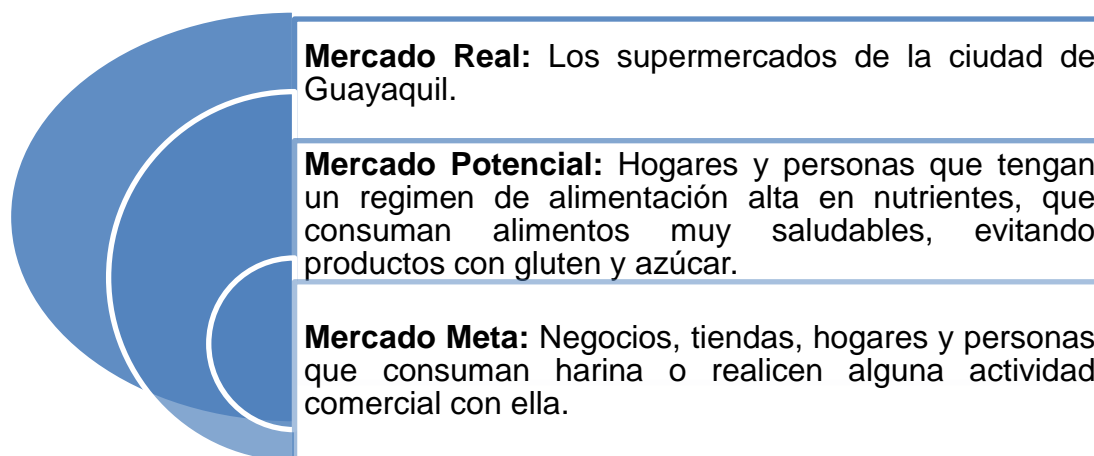 Mercado Real: Los supermercados de la ciudad de
Guayaquil.
Mercado Potencial: Hogares y personas que tengan
un regimen de alimentación alta en nutrientes, que
consuman alimentos muy saludables, evitando
productos con gluten y azúcar.
Mercado Meta: Negocios, tiendas, hogares y personas
que consuman harina o realicen alguna actividad
comercial con ella.